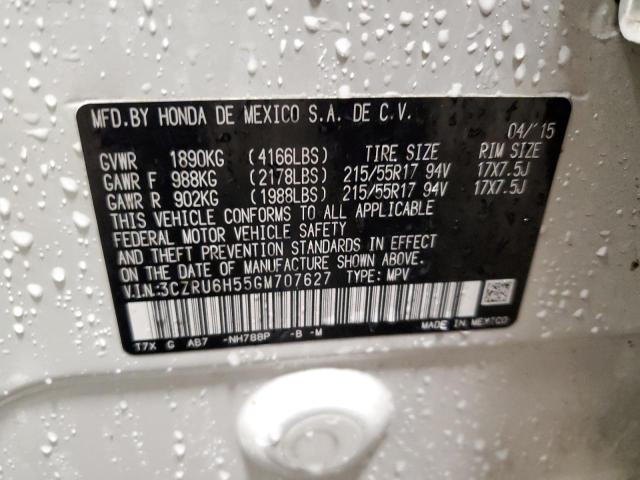 MFD.BY HONDA DE MEXICO S.A. DE C.V.
04/'15
GVWR 1890KG (4166LBS) TIRE SIZE RIM SIZE
GAWR F 988KG (2178LBS) 215/55R17 94V 17X7.5J
GAWR R 902KG (1988LBS) 215/55R17 94V 17X7.5J
THIS VEHICLE CONFORMS TO ALL APPLICABLE
FEDERAL MOTOR VEHICLE SAFETY
AND THEFT PREVENTION STANDARDS IN EFFECT
ON THE DATE OF MANUFACTURE SHOWN ABOVE.
V.I.N:3CZRU6H55GM707627 TYPE: MPV
T7X G AB7 -NH788P -B -M MADE IN MEXICO